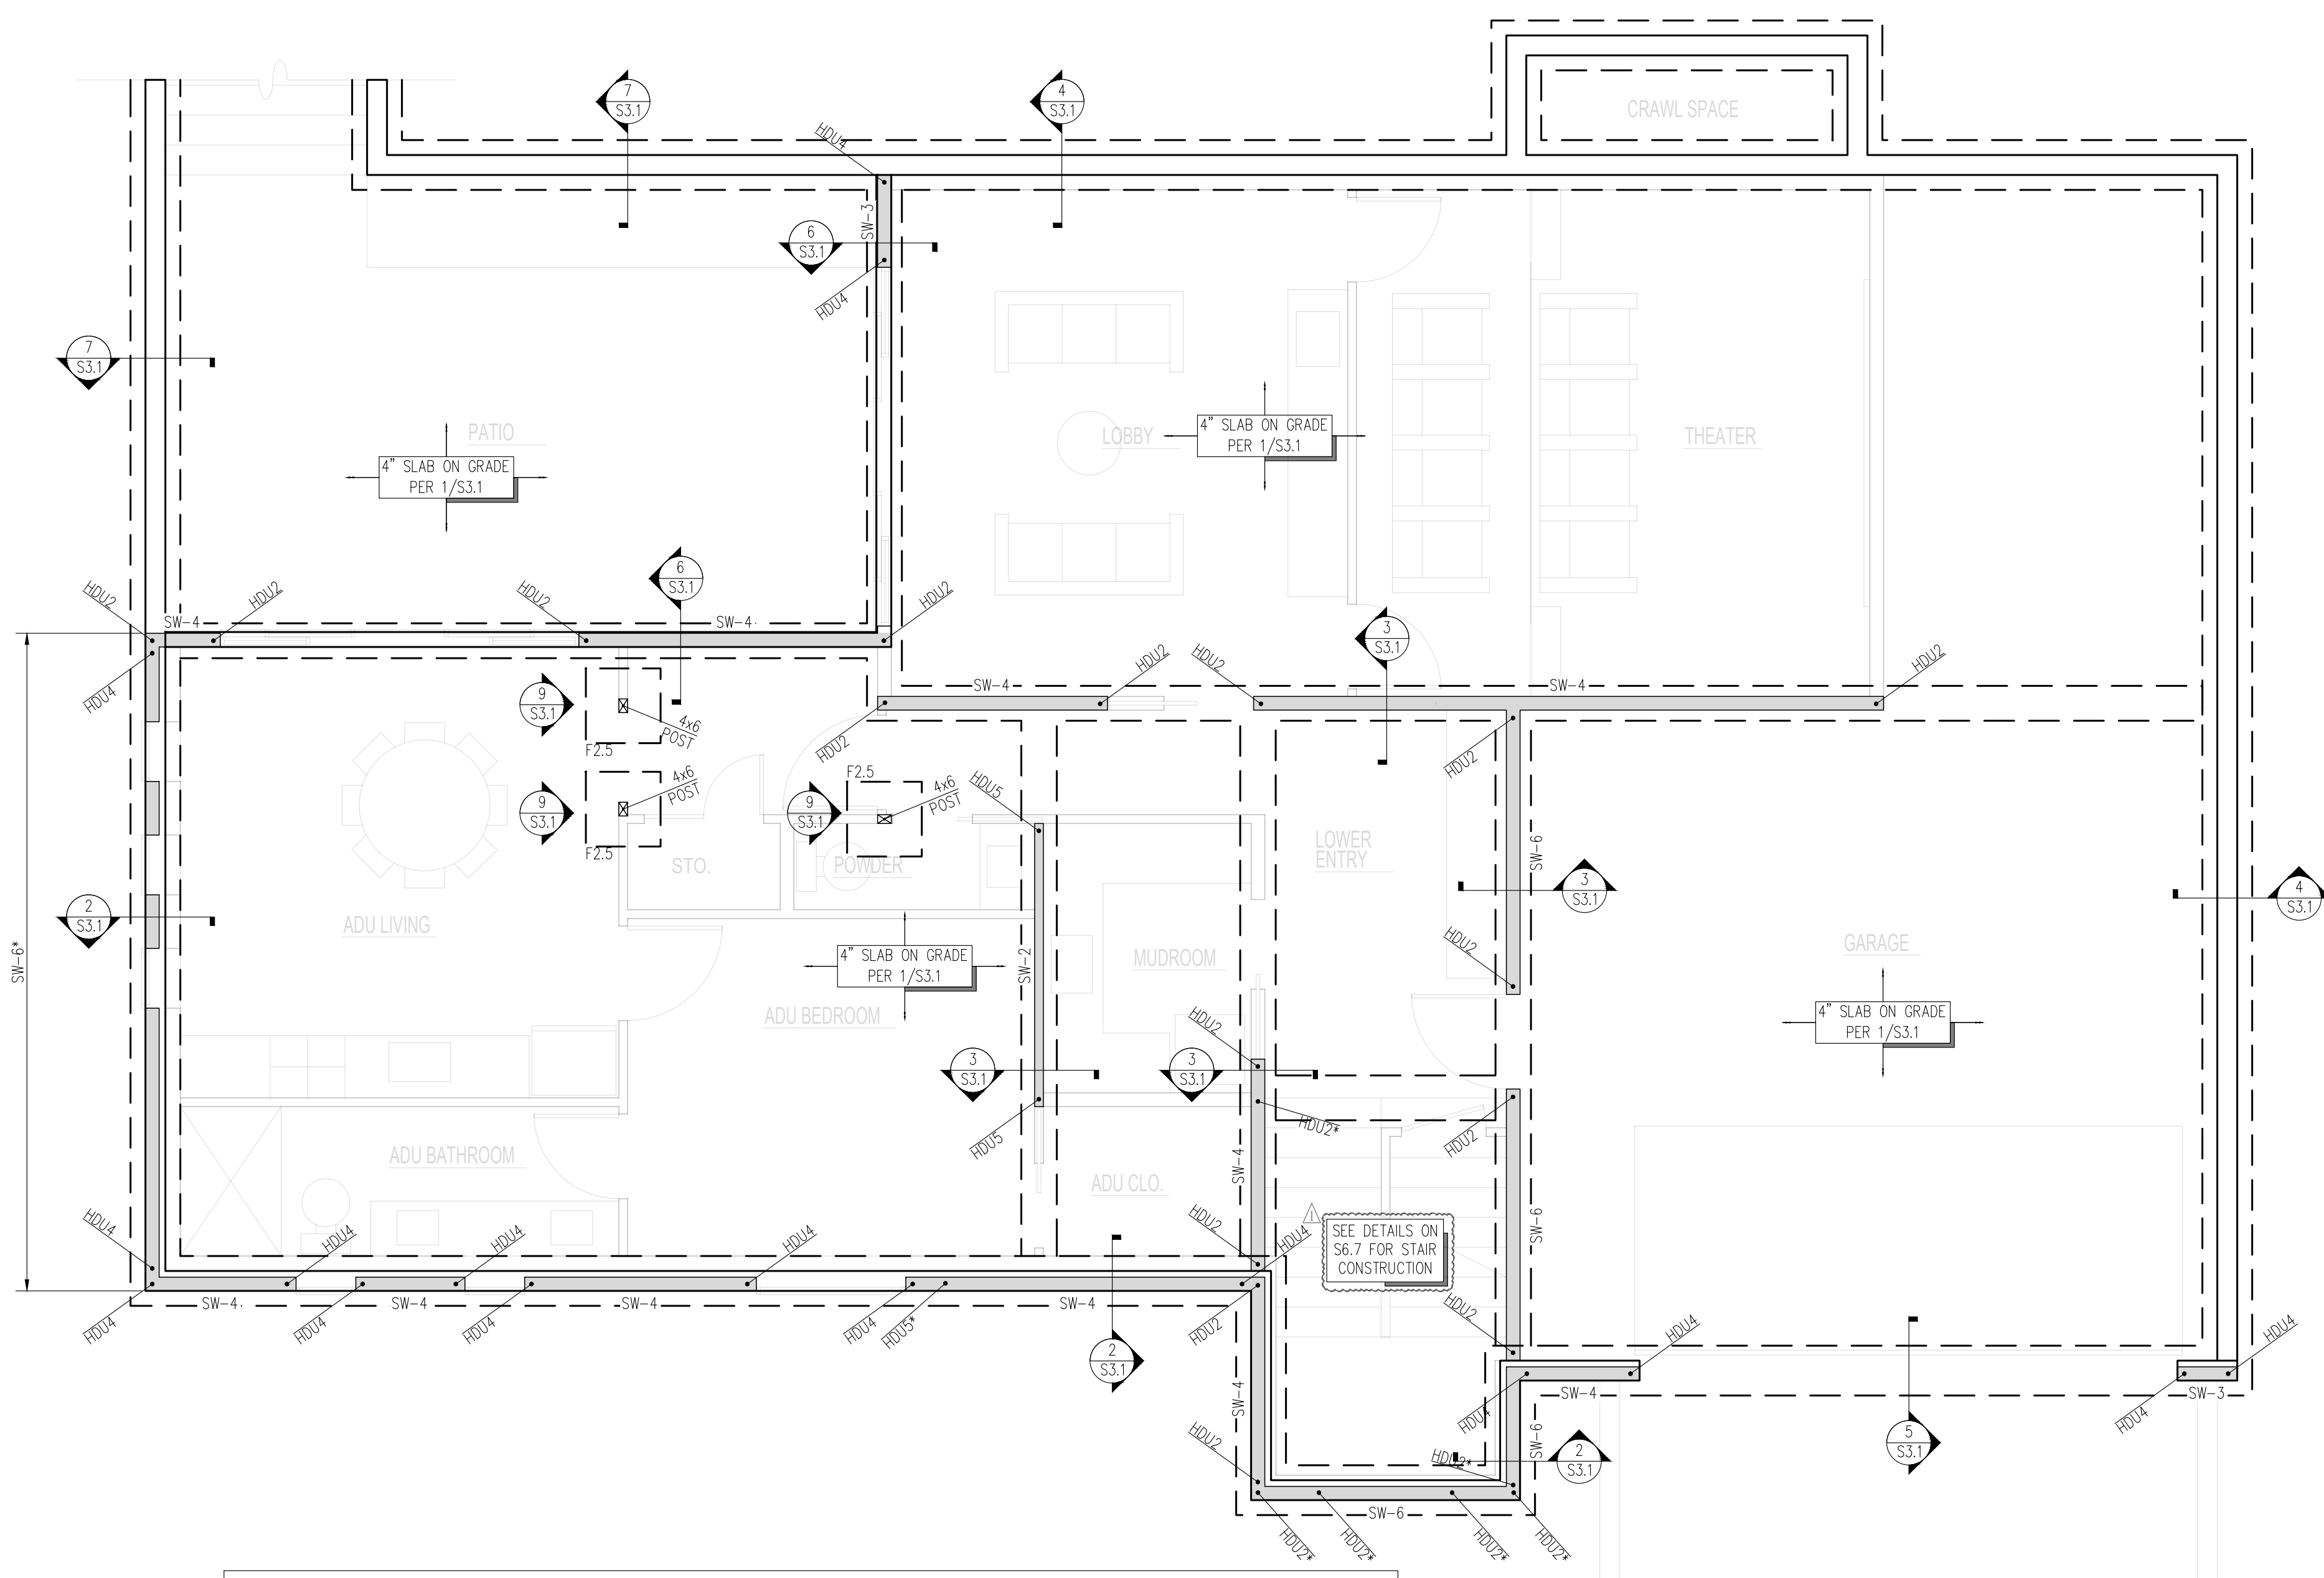 CRAWL SPACE
7
S3.1
4
S3.1
HDU4
SW-3
6
S3.1
HDU4
7
S3.1
PATIO
4" SLAB ON GRADE
PER 1/S3.1
LOBBY
4" SLAB ON GRADE
PER 1/S3.1
THEATER
6
S3.1
HDU2
HDU2
HDU2
HDU2
SW-4
SW-4
3
S3.1
HDU2
HDU2
HDU2
HDU4
SW-4
SW-4
9
S3.1
4x6
POST
F2.5
HDU2
HDU2
9
S3.1
4x6
POST
F2.5
9
S3.1
F2.5
4x6
POST
HDU5
STO.
POWDER
LOWER
ENTRY
SW-6
3
S3.1
4
S3.1
2
S3.1
ADU LIVING
SW-6*
4" SLAB ON GRADE
PER 1/S3.1
SW-2
MUDROOM
HDU2
GARAGE
4" SLAB ON GRADE
PER 1/S3.1
ADU BEDROOM
HDU2
3
S3.1
3
S3.1
HDU5
HDU2*
HDU2
ADU BATHROOM
ADU CLO.
SW-4
SW-6
HDU4
HDU4
HDU4
HDU4
HDU2
HDU4
1
SEE DETAILS ON
S6.7 FOR STAIR
CONSTRUCTION
HDU2
HDU4
HDU4
SW-4
SW-4
SW-4
SW-4
HDU4
HDU4
HDU4
HDU4
HDU5*
HDU2
2
S3.1
SW-4
HDU4
SW-4
SW-3
HDU4
5
S3.1
HDU2
HDU2*
SW-6
2
S3.1
SW-6
HDU2*
HDU2*
HDU2*
HDU2*